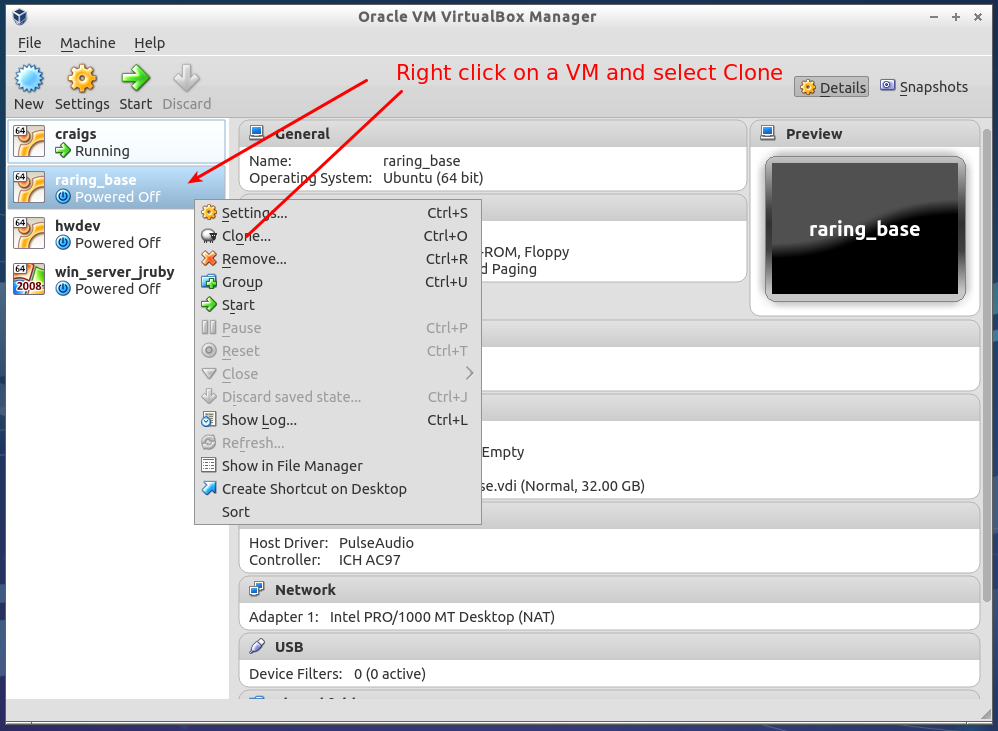 Oracle VM VirtualBox Manager
File Machine Help
Right click on a VM and select Clone
New Settings Start Discard
Details Snapshots
64 craigs
Running
64 raring_base
Powered Off
64 hwdev
Powered Off
64 2008 win_server_jruby
Powered Off
General
Name: raring_base
Operating System: Ubuntu (64 bit)
Preview
raring_base
Settings... Ctrl+S
Clone... Ctrl+O
Remove... Ctrl+R
Group Ctrl+U
Start
Pause Ctrl+P
Reset Ctrl+T
Close
Discard saved state... Ctrl+J
Show Log... Ctrl+L
Refresh...
Show in File Manager
Create Shortcut on Desktop
Sort
-ROM, Floppy
d Paging
Empty
se.vdi (Normal, 32.00 GB)
Host Driver: PulseAudio
Controller: ICH AC97
Network
Adapter 1: Intel PRO/1000 MT Desktop (NAT)
USB
Device Filters: 0 (0 active)